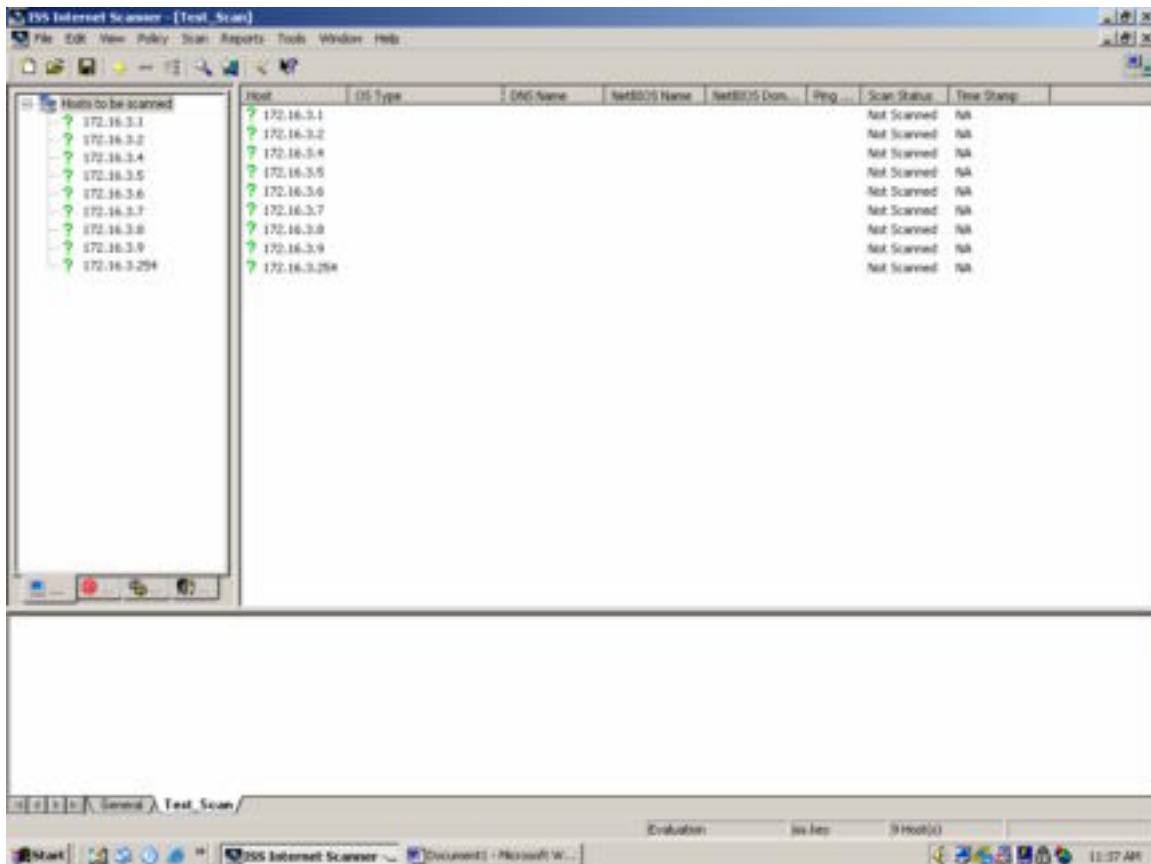 ISS Internet Scanner - [Test_Scan]
File Edit View Policy Scan Reports Tools Window Help
Hosts to be scanned
172.16.3.1
172.16.3.2
172.16.3.4
172.16.3.5
172.16.3.6
172.16.3.7
172.16.3.8
172.16.3.9
172.16.3.254
Host OS Type DNS Name NetBIOS Name NetBIOS Dom... Ping ... Scan Status Time Stamp
172.16.3.1 Not Scanned NA
172.16.3.2 Not Scanned NA
172.16.3.4 Not Scanned NA
172.16.3.5 Not Scanned NA
172.16.3.6 Not Scanned NA
172.16.3.7 Not Scanned NA
172.16.3.8 Not Scanned NA
172.16.3.9 Not Scanned NA
172.16.3.254 Not Scanned NA
General Test_Scan
Evaluation iss.key 9 Host(s)
Start ISS Internet Scanner -... Document1 - Microsoft W... 11:37 AM